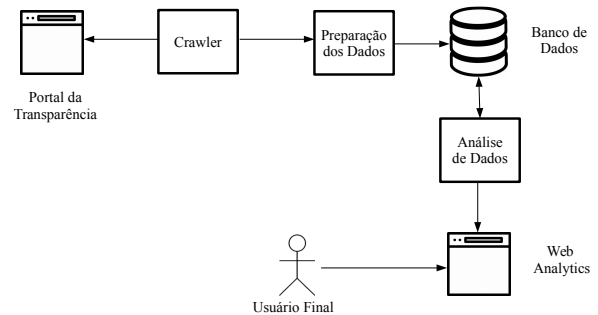 Crawler
Preparação
dos Dados
Banco de
Dados
Portal da
Transparência
Análise
de Dados
Web
Analytics
Usuário Final